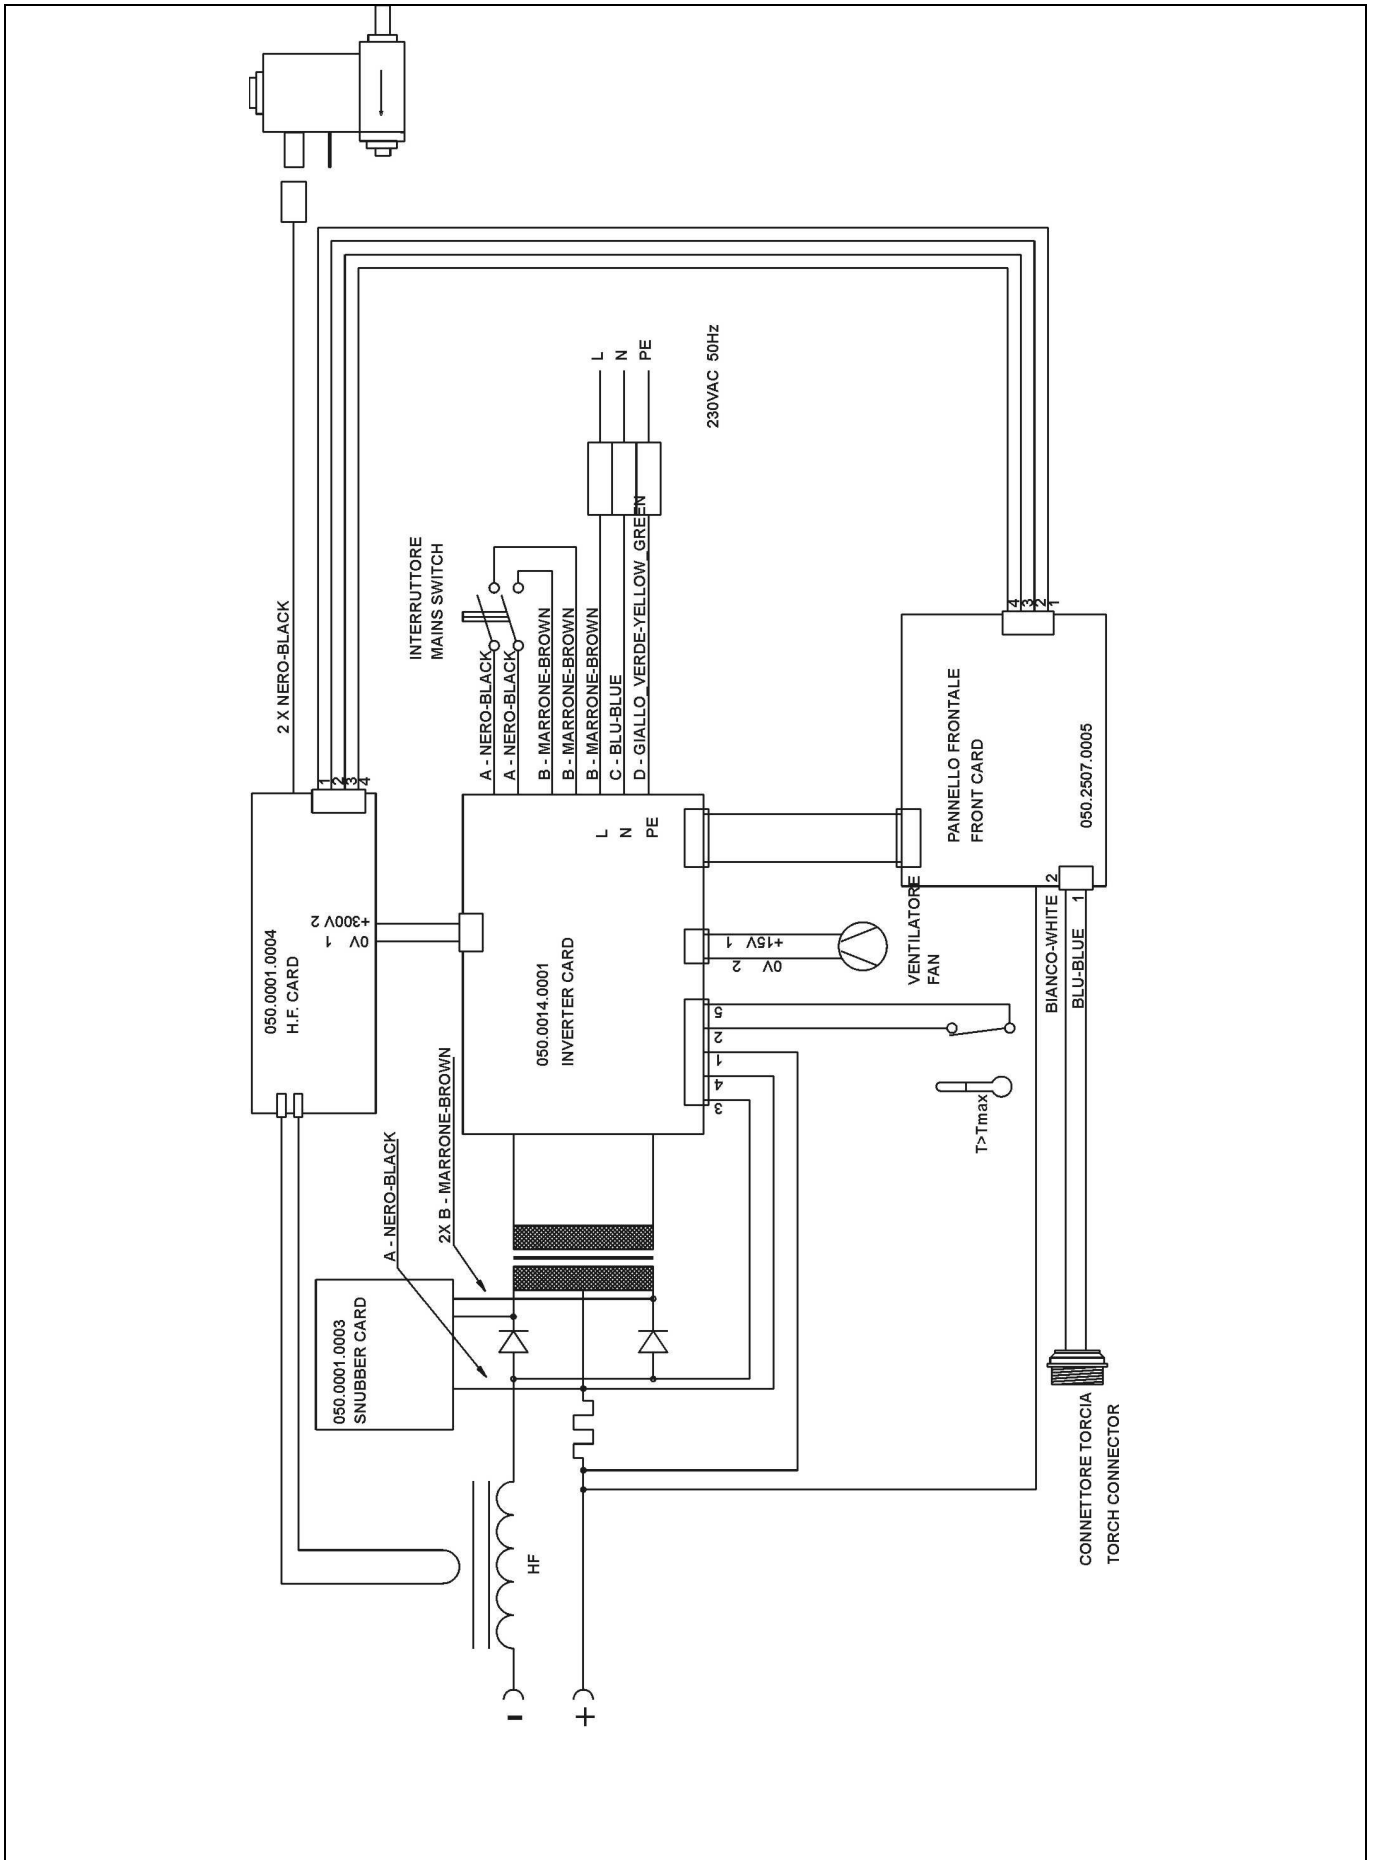 2 X NERO-BLACK
1
2
3
4
050.0001.0004
H.F. CARD
+300V 2
0V 1
INTERRUTTORE
MAINS SWITCH
A - NERO-BLACK
A - NERO-BLACK
B - MARRONE-BROWN
B - MARRONE-BROWN
B - MARRONE-BROWN
C - BLU-BLUE
D - GIALLO_VERDE-YELLOW_GREEN
L
N
PE
230VAC 50Hz
L
N
PE
050.0014.0001
INVERTER CARD
+15V 1
0V 2
5
2
1
4
3
VENTILATORE
FAN
T>Tmax
4
3
2
1
PANNELLO FRONTALE
FRONT CARD
050.2507.0005
2
1
BIANCO-WHITE
BLU-BLUE
CONNETTORE TORCIA
TORCH CONNECTOR
A - NERO-BLACK
2X B - MARRONE-BROWN
050.0001.0003
SNUBBER CARD
HF
-
+